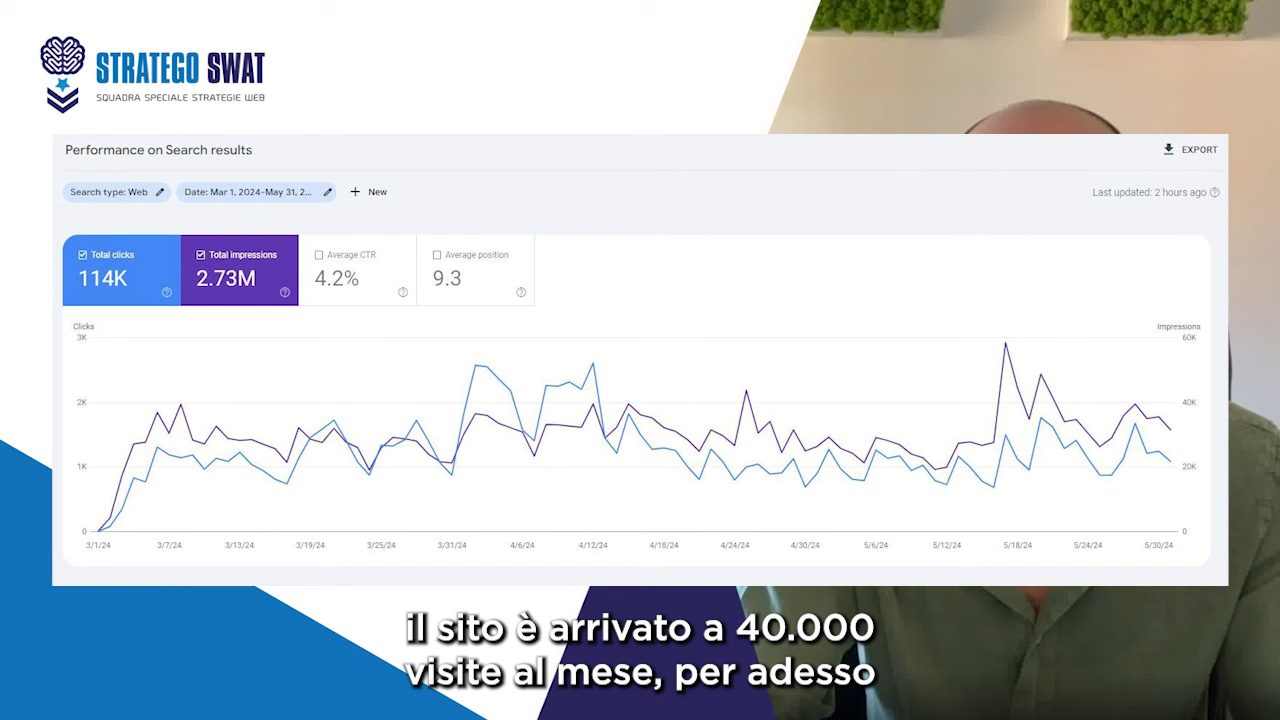 STRATEGO SWAT
SQUADRA SPECIALE STRATEGIE WEB
Performance on Search results
EXPORT
Search type: Web
Date: Mar 1, 2024-May 31, 2...
+ New
Last updated: 2 hours ago
Total clicks
114K
Total impressions
2.73M
Average CTR
4.2%
Average position
9.3
Clicks
Impressions
3K
60K
2K
40K
1K
20K
0
0
3/1/24 3/7/24 3/13/24 3/19/24 3/25/24 3/31/24 4/6/24 4/12/24 4/18/24 4/24/24 4/30/24 5/6/24 5/12/24 5/18/24 5/24/24 5/30/24
il sito è arrivato a 40.000
visite al mese, per adesso